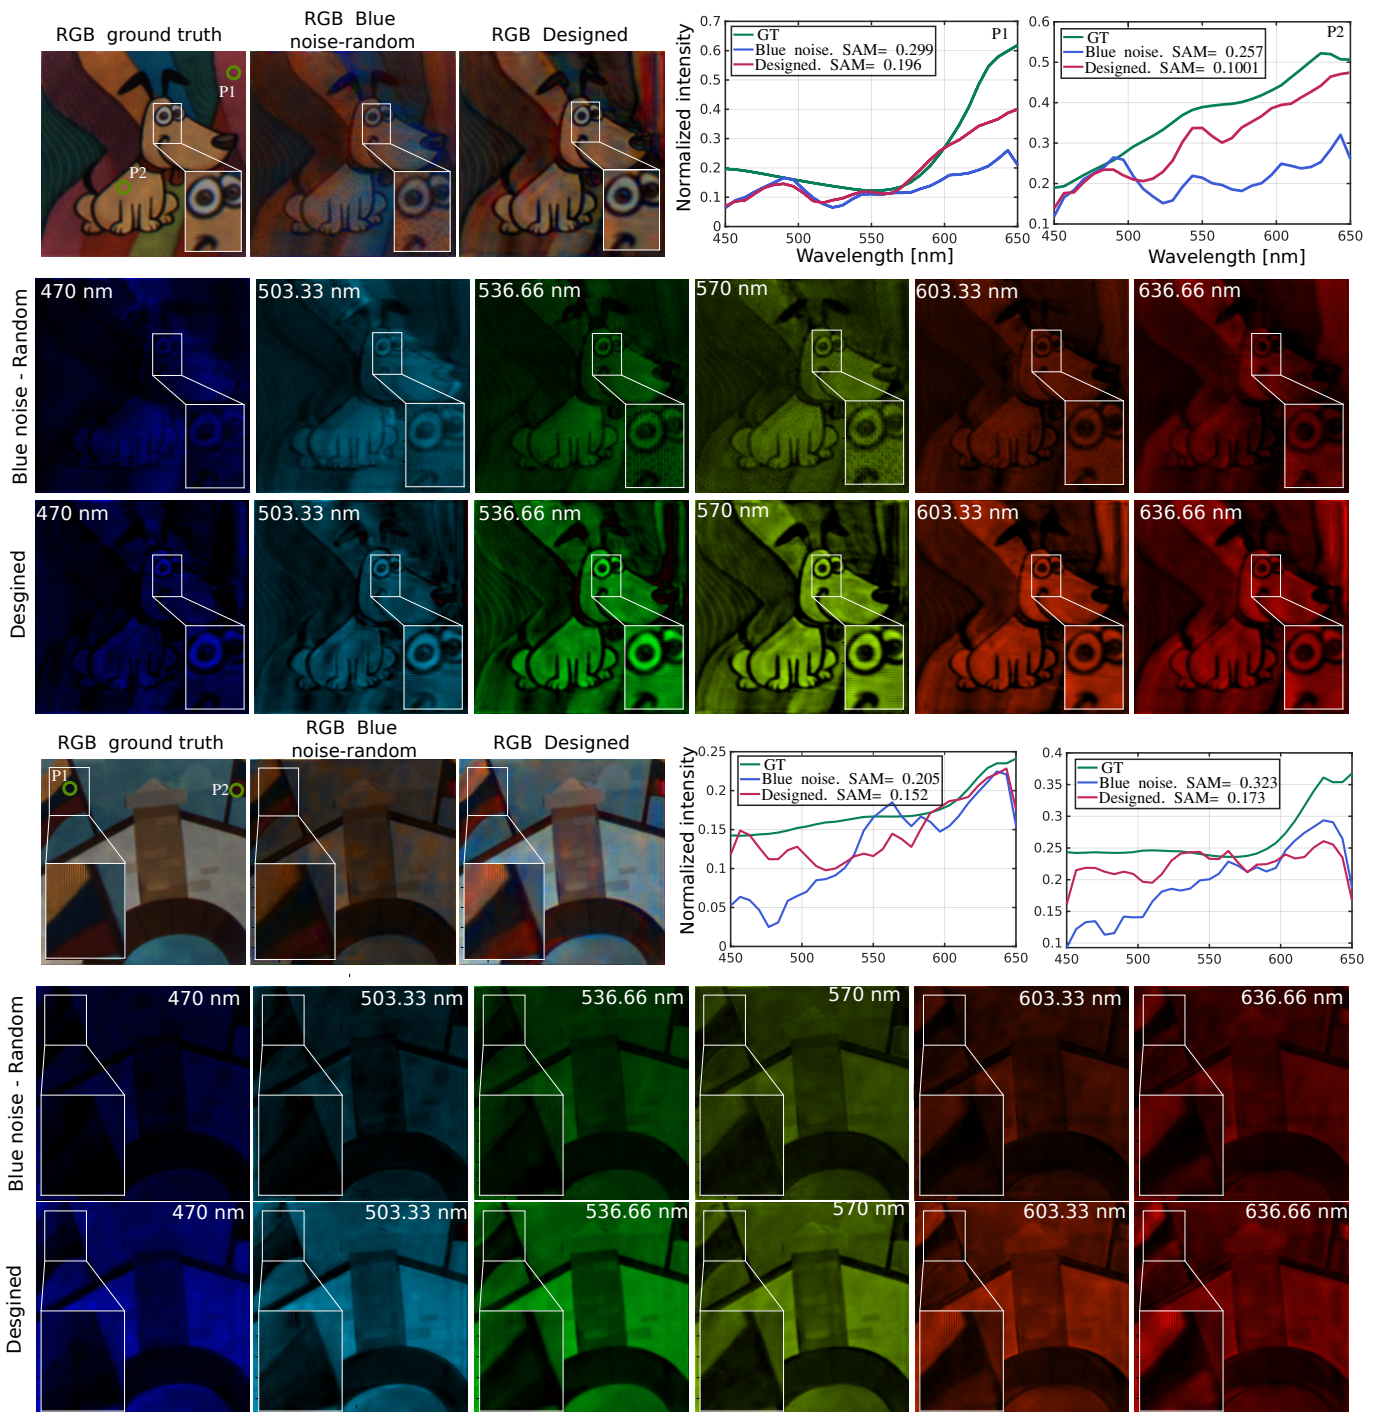 RGB ground truth
RGB Blue
noise-random
RGB Designed
P1
P2
Normalized intensity
0.7
0.6
0.5
0.4
0.3
0.2
0.1
0
GT
Blue noise. SAM= 0.299
Designed. SAM= 0.196
P1
450
500
550
600
650
Wavelength [nm]
0.6
0.5
0.4
0.3
0.2
0.1
GT
Blue noise. SAM= 0.257
Designed. SAM= 0.1001
P2
450
500
550
600
650
Wavelength [nm]
Blue noise - Random
470 nm
503.33 nm
536.66 nm
570 nm
603.33 nm
636.66 nm
Desgined
470 nm
503.33 nm
536.66 nm
570 nm
603.33 nm
636.66 nm
RGB ground truth
RGB Blue
noise-random
RGB Designed
P1
P2
Normalized intensity
0.25
0.2
0.15
0.1
0.05
0
GT
Blue noise. SAM= 0.205
Designed. SAM= 0.152
450
500
550
600
650
0.4
0.35
0.3
0.25
0.2
0.15
0.1
GT
Blue noise. SAM= 0.323
Designed. SAM= 0.173
450
500
550
600
650
Blue noise - Random
470 nm
503.33 nm
536.66 nm
570 nm
603.33 nm
636.66 nm
Desgined
470 nm
503.33 nm
536.66 nm
570 nm
603.33 nm
636.66 nm